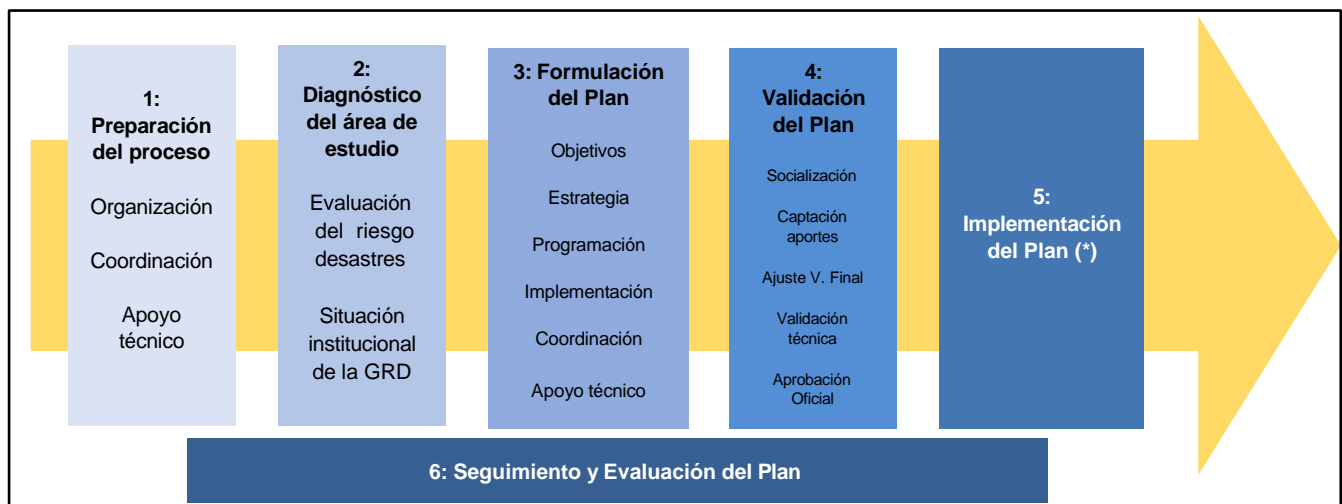 1:
Preparación
del proceso
Organización
Coordinación
Apoyo
técnico
2:
Diagnóstico
del área de
estudio
Evaluación
del riesgo
desastres
Situación
institucional
de la GRD
3: Formulación
del Plan
Objetivos
Estrategia
Programación
Implementación
Coordinación
Apoyo técnico
4:
Validación
del Plan
Socialización
Captación
aportes
Ajuste V. Final
Validación
técnica
Aprobación
Oficial
5:
Implementación
del Plan (*)
6: Seguimiento y Evaluación del Plan